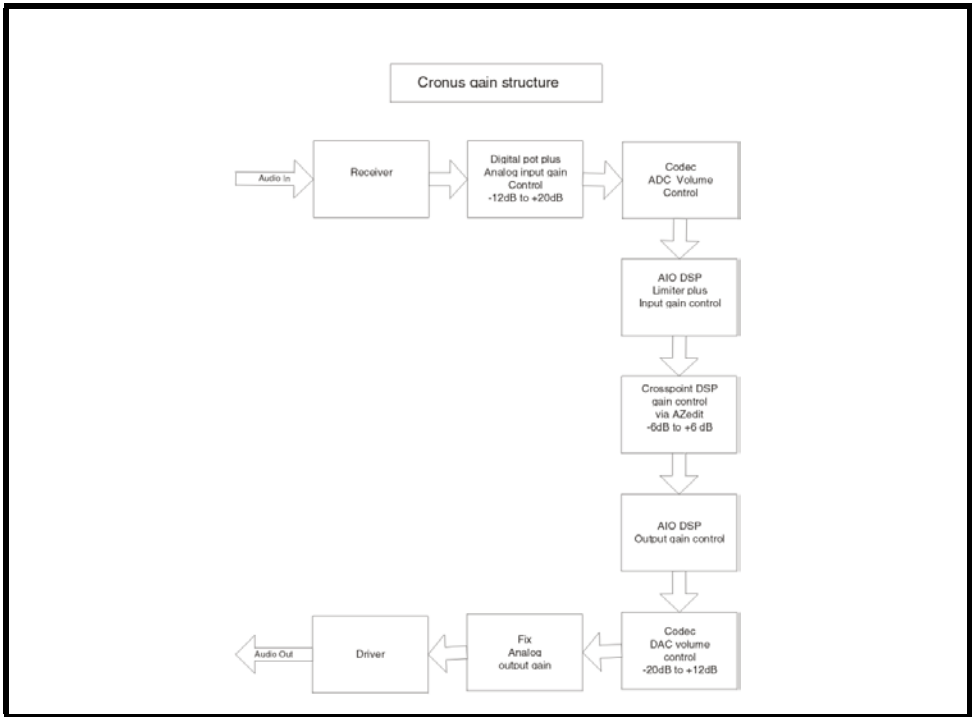 Cronus gain structure
Audio In
Receiver
Digital pot plus
Analog input gain
Control
-12dB to +20dB
Codec
ADC Volume
Control
AIO DSP
Limiter plus
Input gain control
Crosspoint DSP
gain control
via AZedit
-6dB to +6 dB
AIO DSP
Output gain control
Codec
DAC volume
control
-20dB to +12dB
Fix
Analog
output gain
Driver
Audio Out